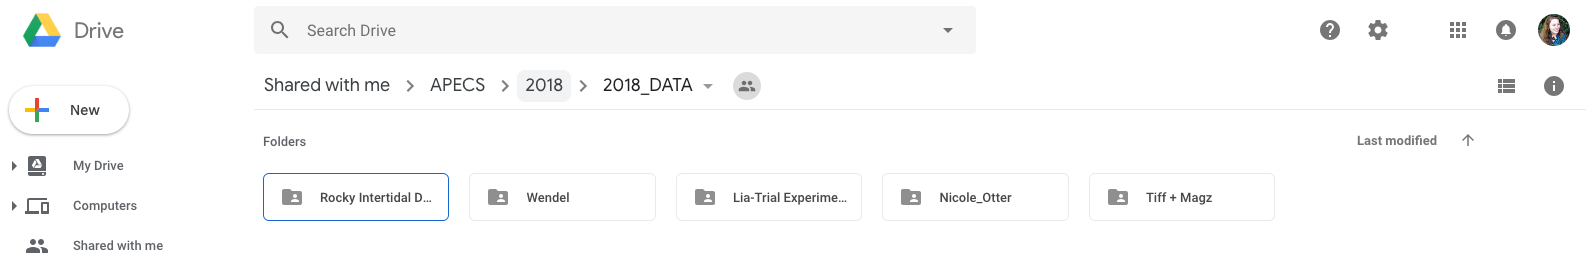 Drive
Search Drive
Shared with me > APECS > 2018 > 2018_DATA
New
Folders
Last modified
My Drive
Rocky Intertidal D... Wendel Lia-Trial Experime... Nicole_Otter Tiff + Magz
Computers
Shared with me